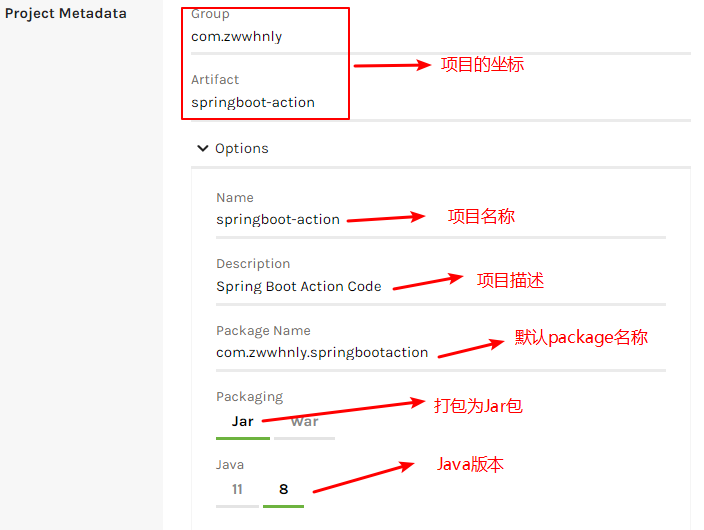 Project Metadata
Group
com.zwwhnly
项目的坐标
Artifact
springboot-action
Options
Name
springboot-action
项目名称
Description
Spring Boot Action Code
项目描述
Package Name
com.zwwhnly.springbootaction
默认package名称
Packaging
Jar War
打包为Jar包
Java
Java版本
11 8